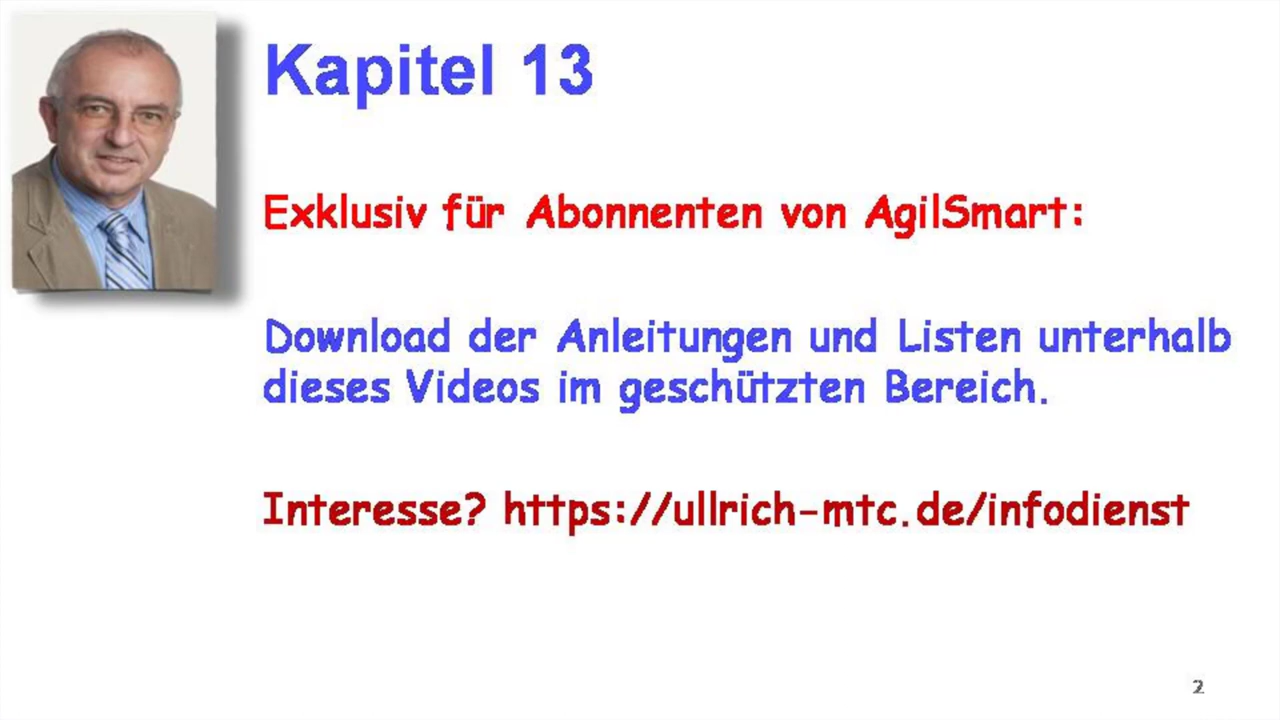 Kapitel 13
Exklusiv für Abonnenten von AgilSmart:
Download der Anleitungen und Listen unterhalb
dieses Videos im geschützten Bereich.
Interesse? https://ullrich-mtc.de/infodienst
2